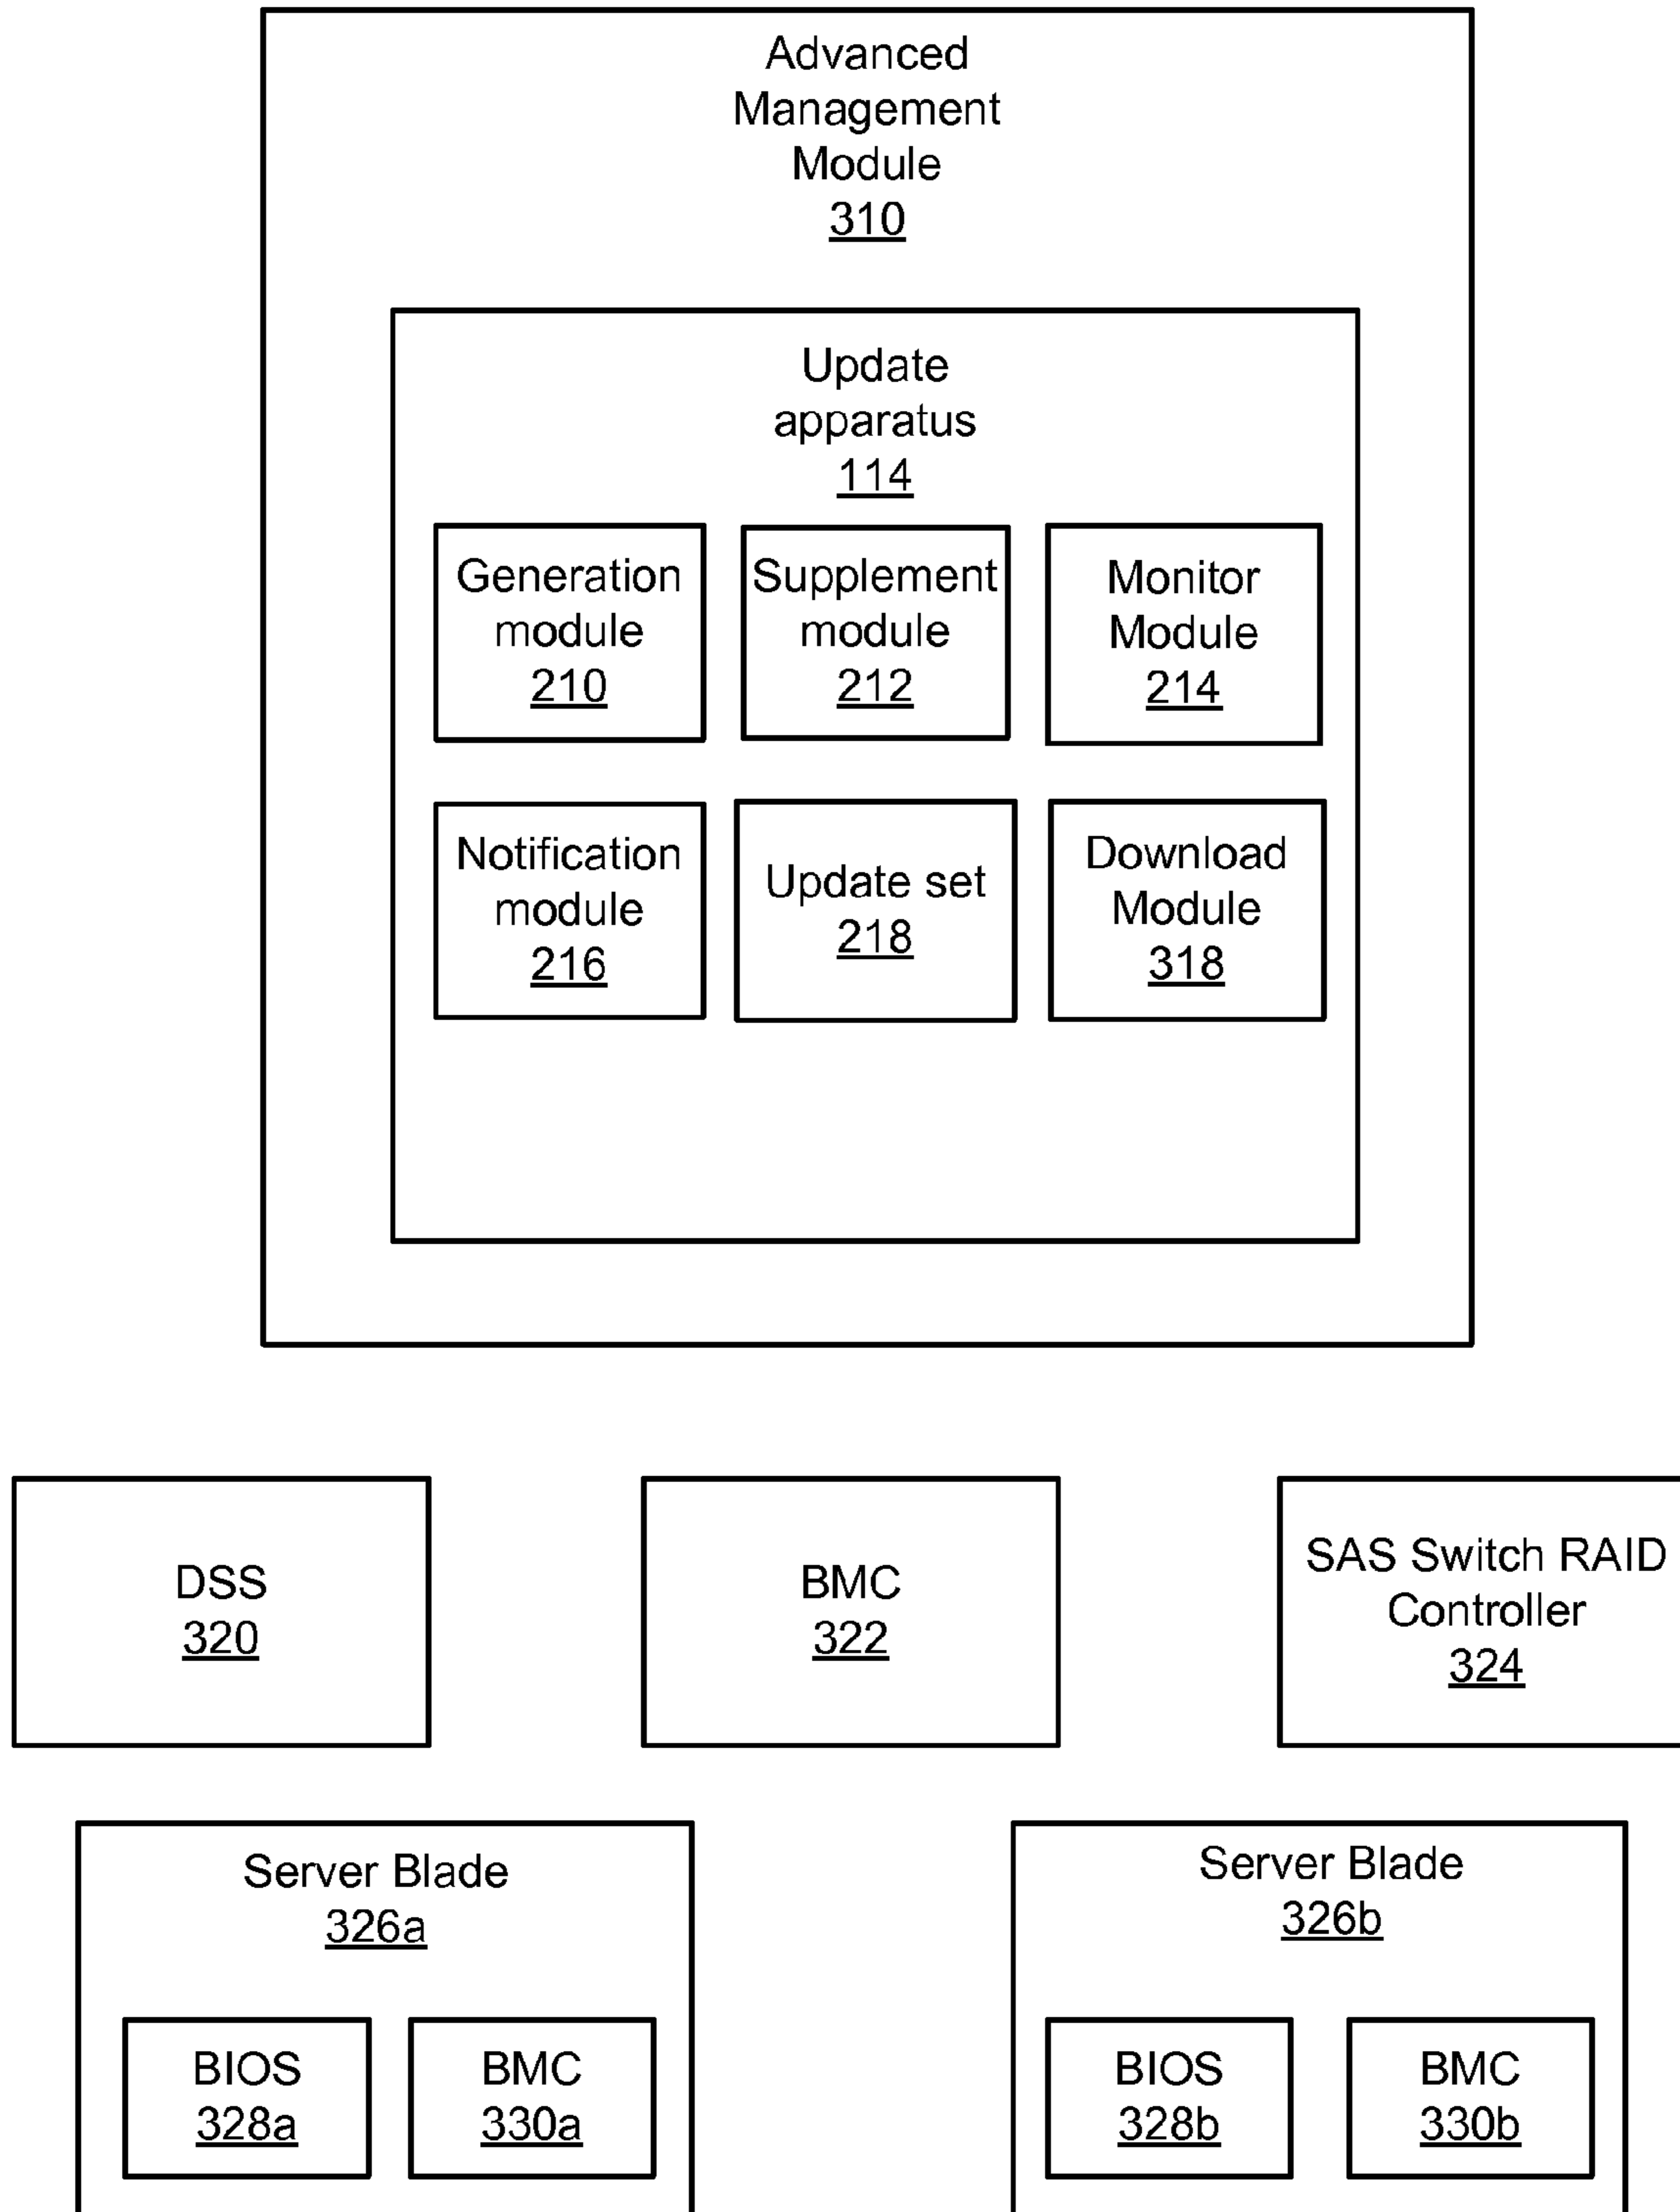 Advanced
Management
Module
310
Update
apparatus
114
Generation
module
210
Supplement
module
212
Monitor
Module
214
Notification
module
216
Update set
218
Download
Module
318
DSS
320
BMC
322
SAS Switch RAID
Controller
324
Server Blade
326a
BIOS
328a
BMC
330a
Server Blade
326b
BIOS
328b
BMC
330b